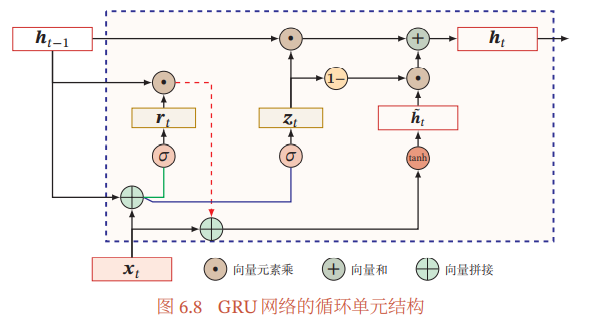 h_{t−1}
h_t
1-
r_t
z_t
h̃_t
σ
σ
tanh
x_t
向量元素乘
向量和
向量拼接
图 6.8 GRU 网络的循环单元结构